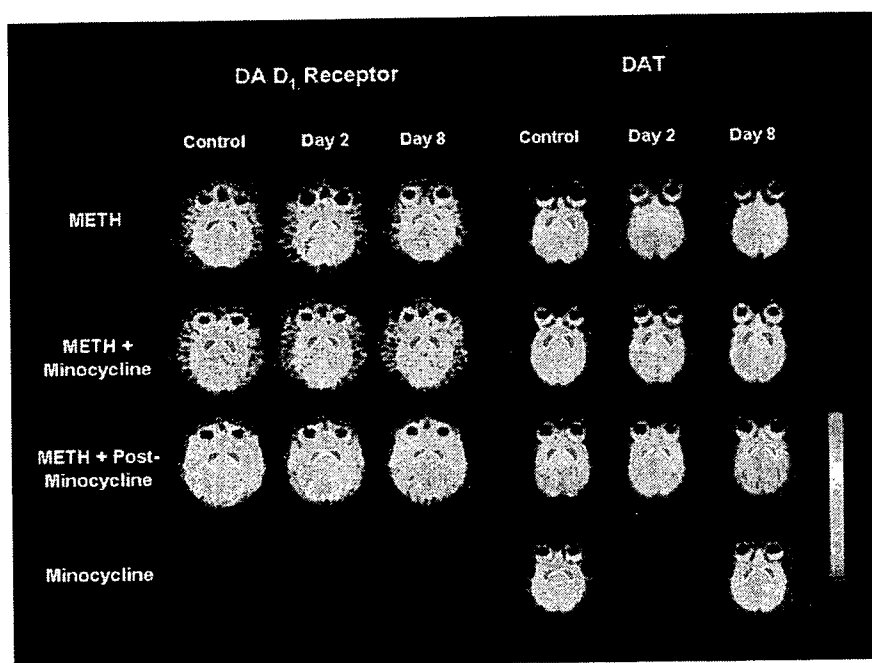 DA D1 Receptor
DAT
Control
Day 2
Day 8
Control
Day 2
Day 8
METH
METH +
Minocycline
METH + Post-
Minocycline
Minocycline